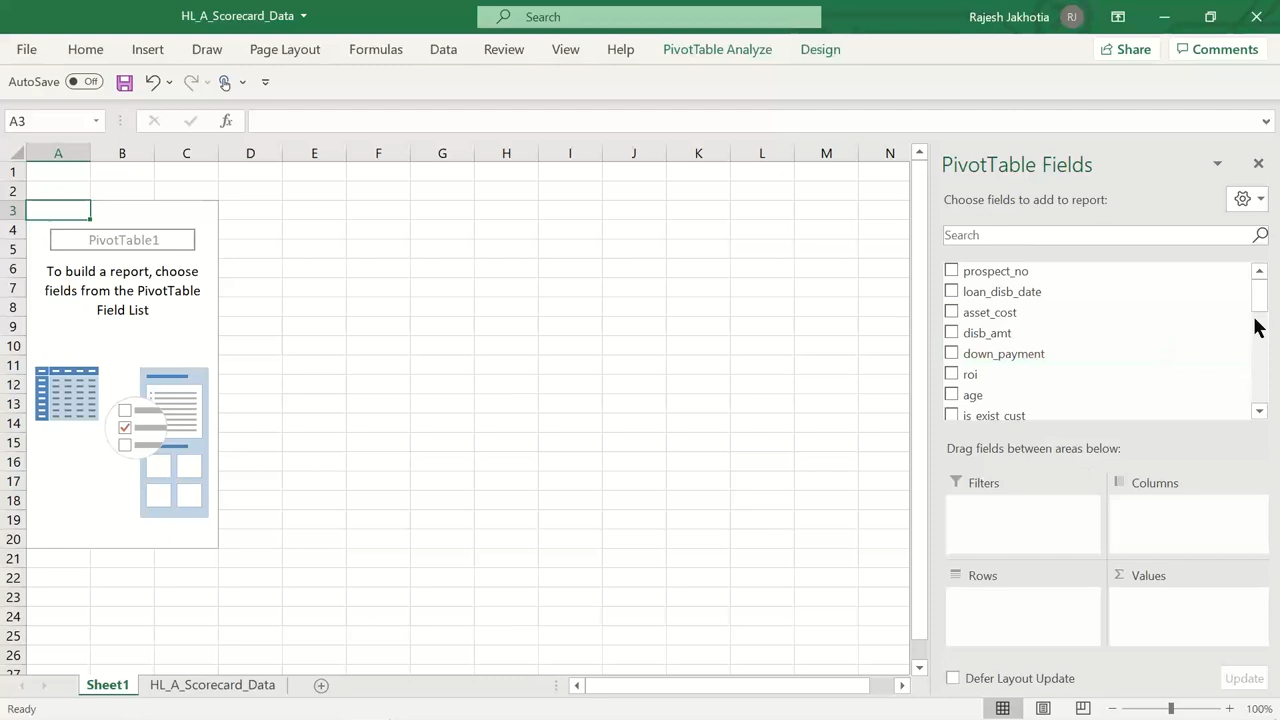 HL_A_Scorecard_Data
Search
Rajesh Jakhotia RJ
File Home Insert Draw Page Layout Formulas Data Review View Help PivotTable Analyze Design Share Comments
AutoSave Off
A3 fx
A B C D E F G H I J K L M N
1
2
3
4
5
6
7
8
9
10
11
12
13
14
15
16
17
18
19
20
21
22
23
24
25
26
27
PivotTable1
To build a report, choose
fields from the PivotTable
Field List
PivotTable Fields
Choose fields to add to report:
Search
prospect_no
loan_disb_date
asset_cost
disb_amt
down_payment
roi
age
is_exist_cust
Drag fields between areas below:
Filters Columns
Rows Σ Values
Defer Layout Update Update
Sheet1 HL_A_Scorecard_Data
Ready 100%